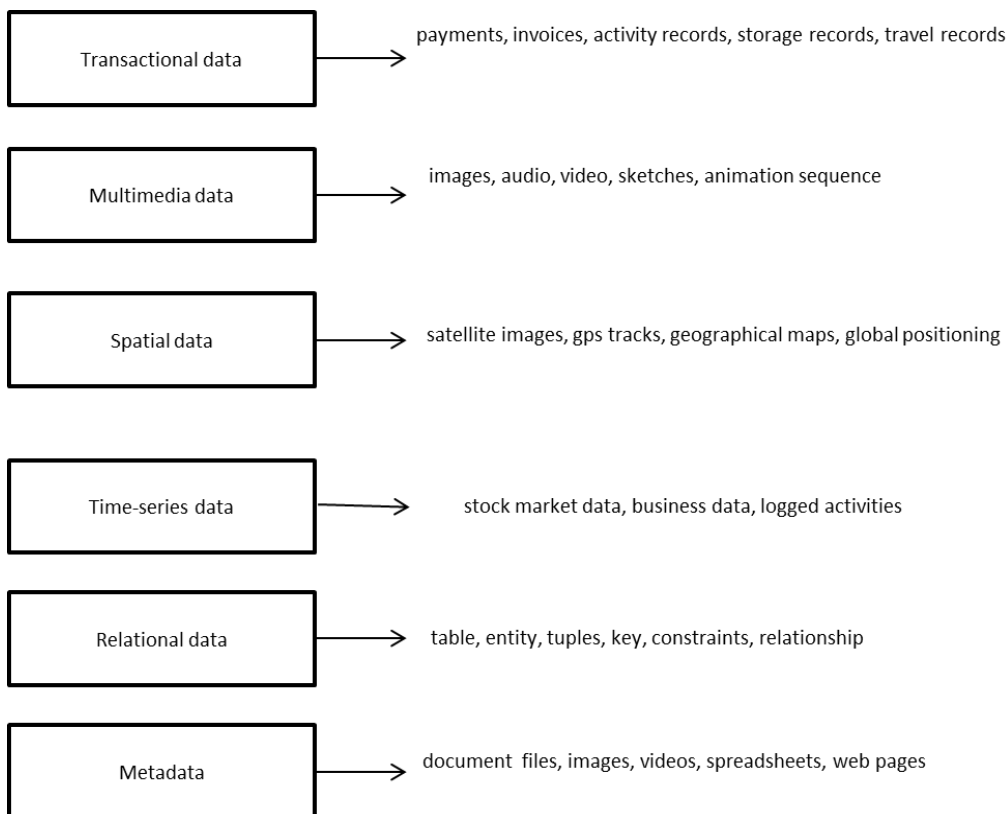 Transactional data
payments, invoices, activity records, storage records, travel records
Multimedia data
images, audio, video, sketches, animation sequence
Spatial data
satellite images, gps tracks, geographical maps, global positioning
Time-series data
stock market data, business data, logged activities
Relational data
table, entity, tuples, key, constraints, relationship
Metadata
document files, images, videos, spreadsheets, web pages